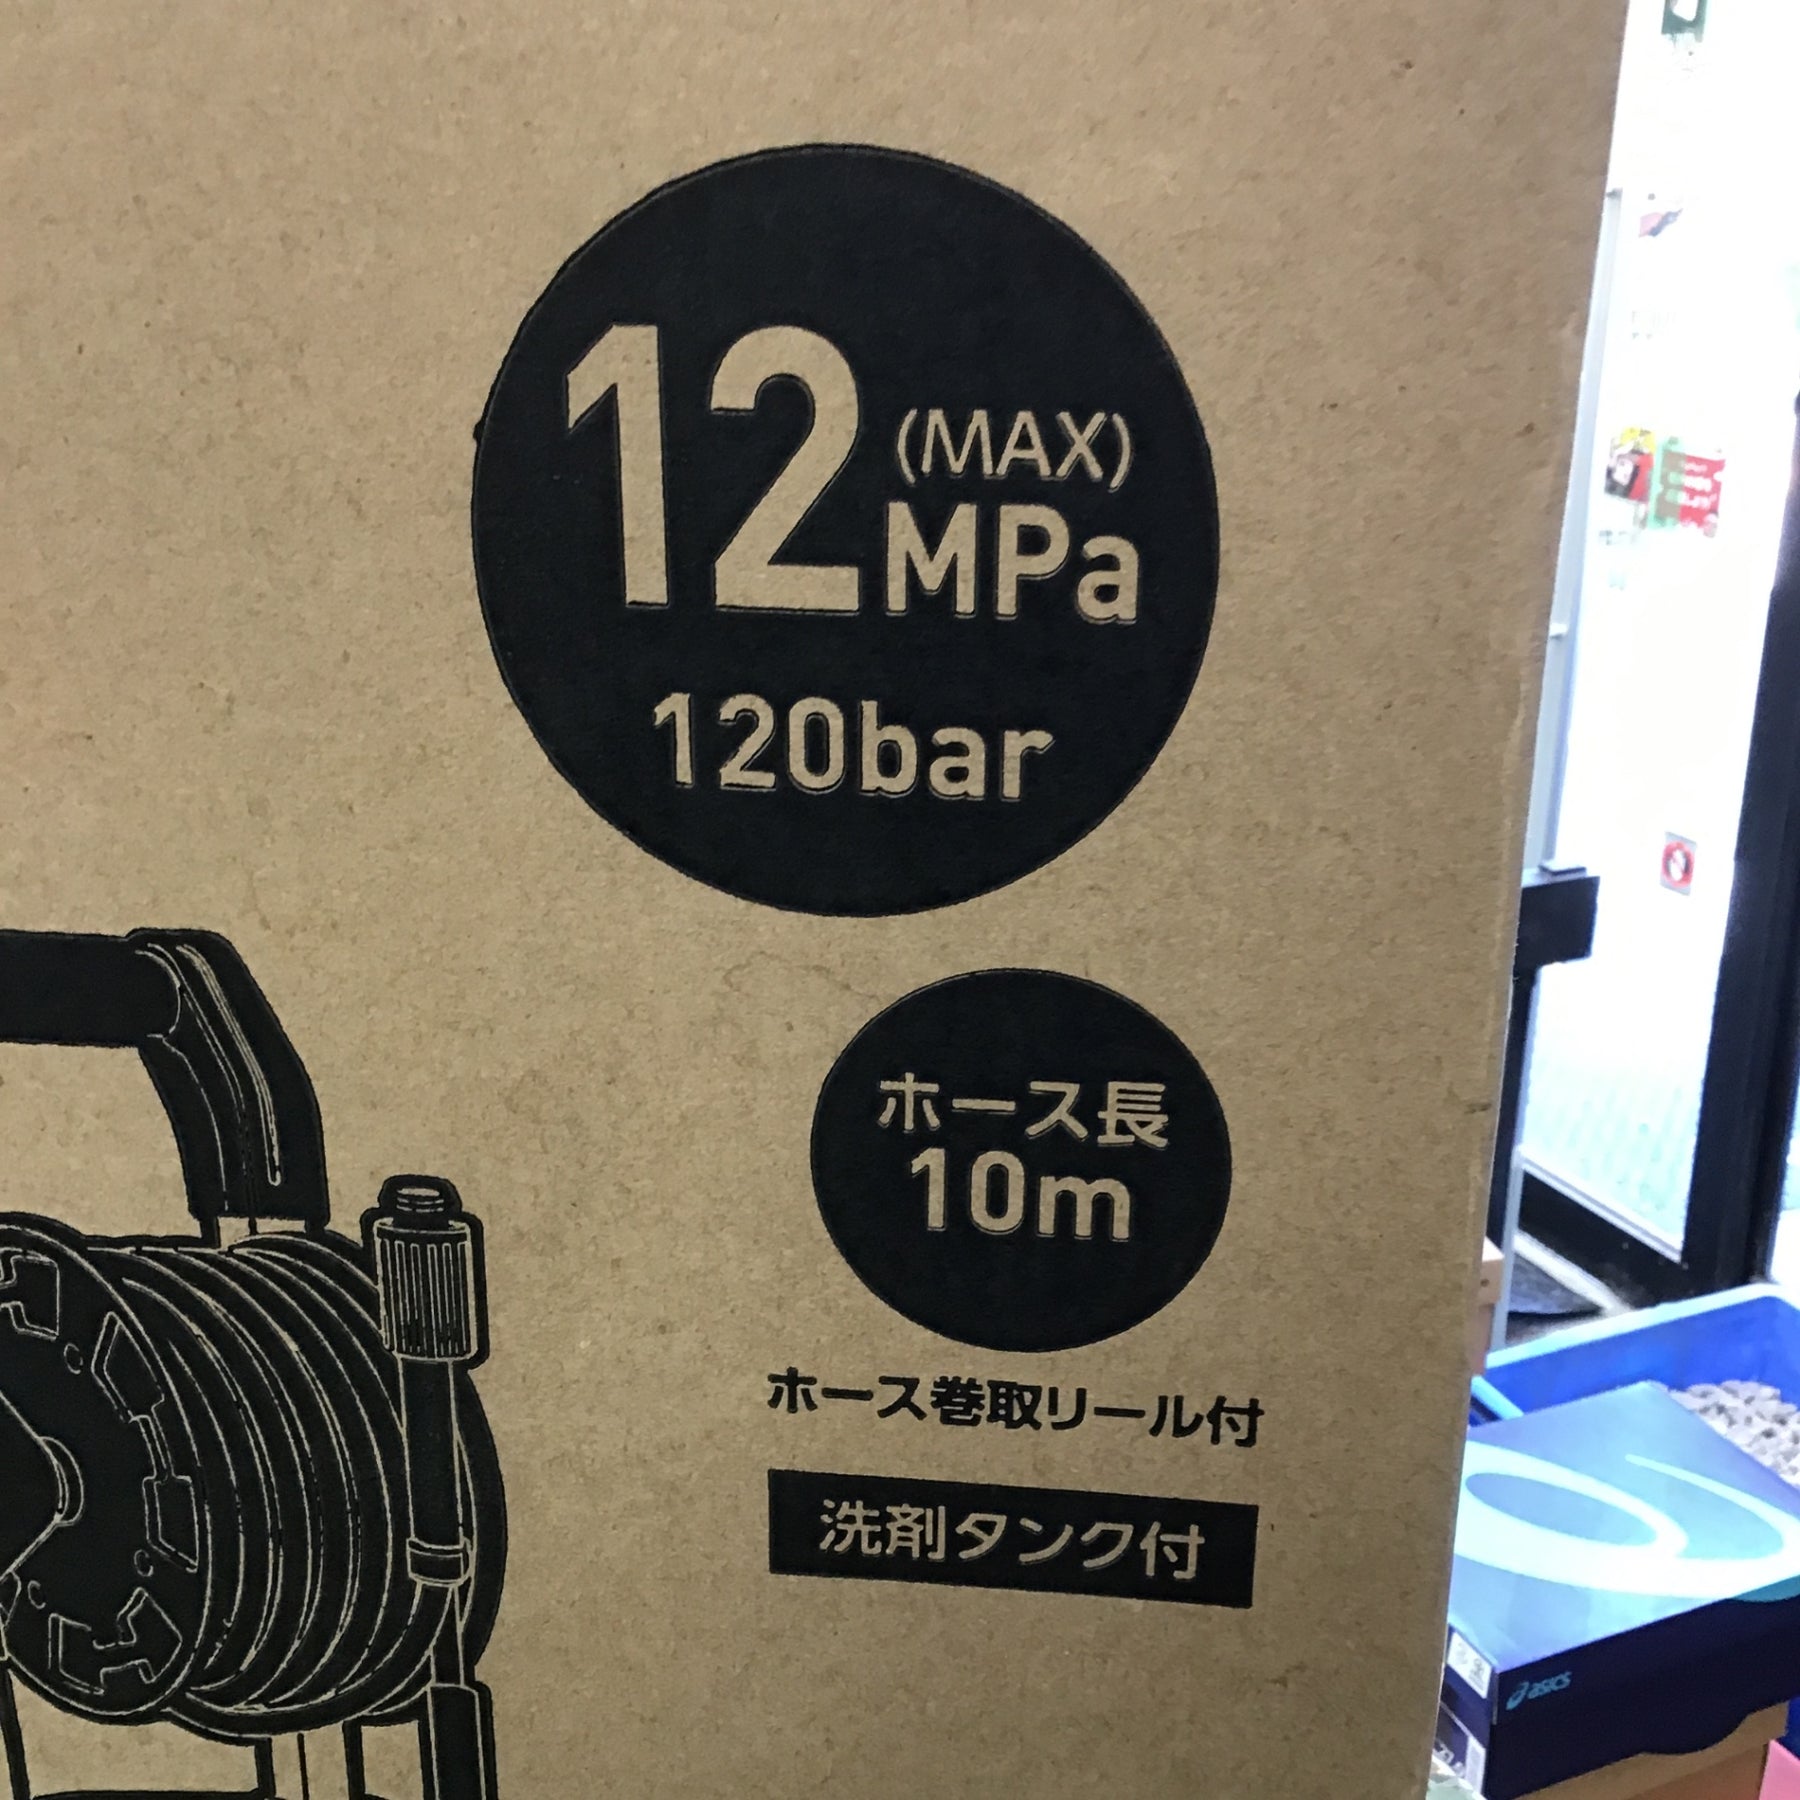 12
(MAX)
MPa
120bar
ホース長
10m
ホース巻取リール付
洗剤タンク付
asics